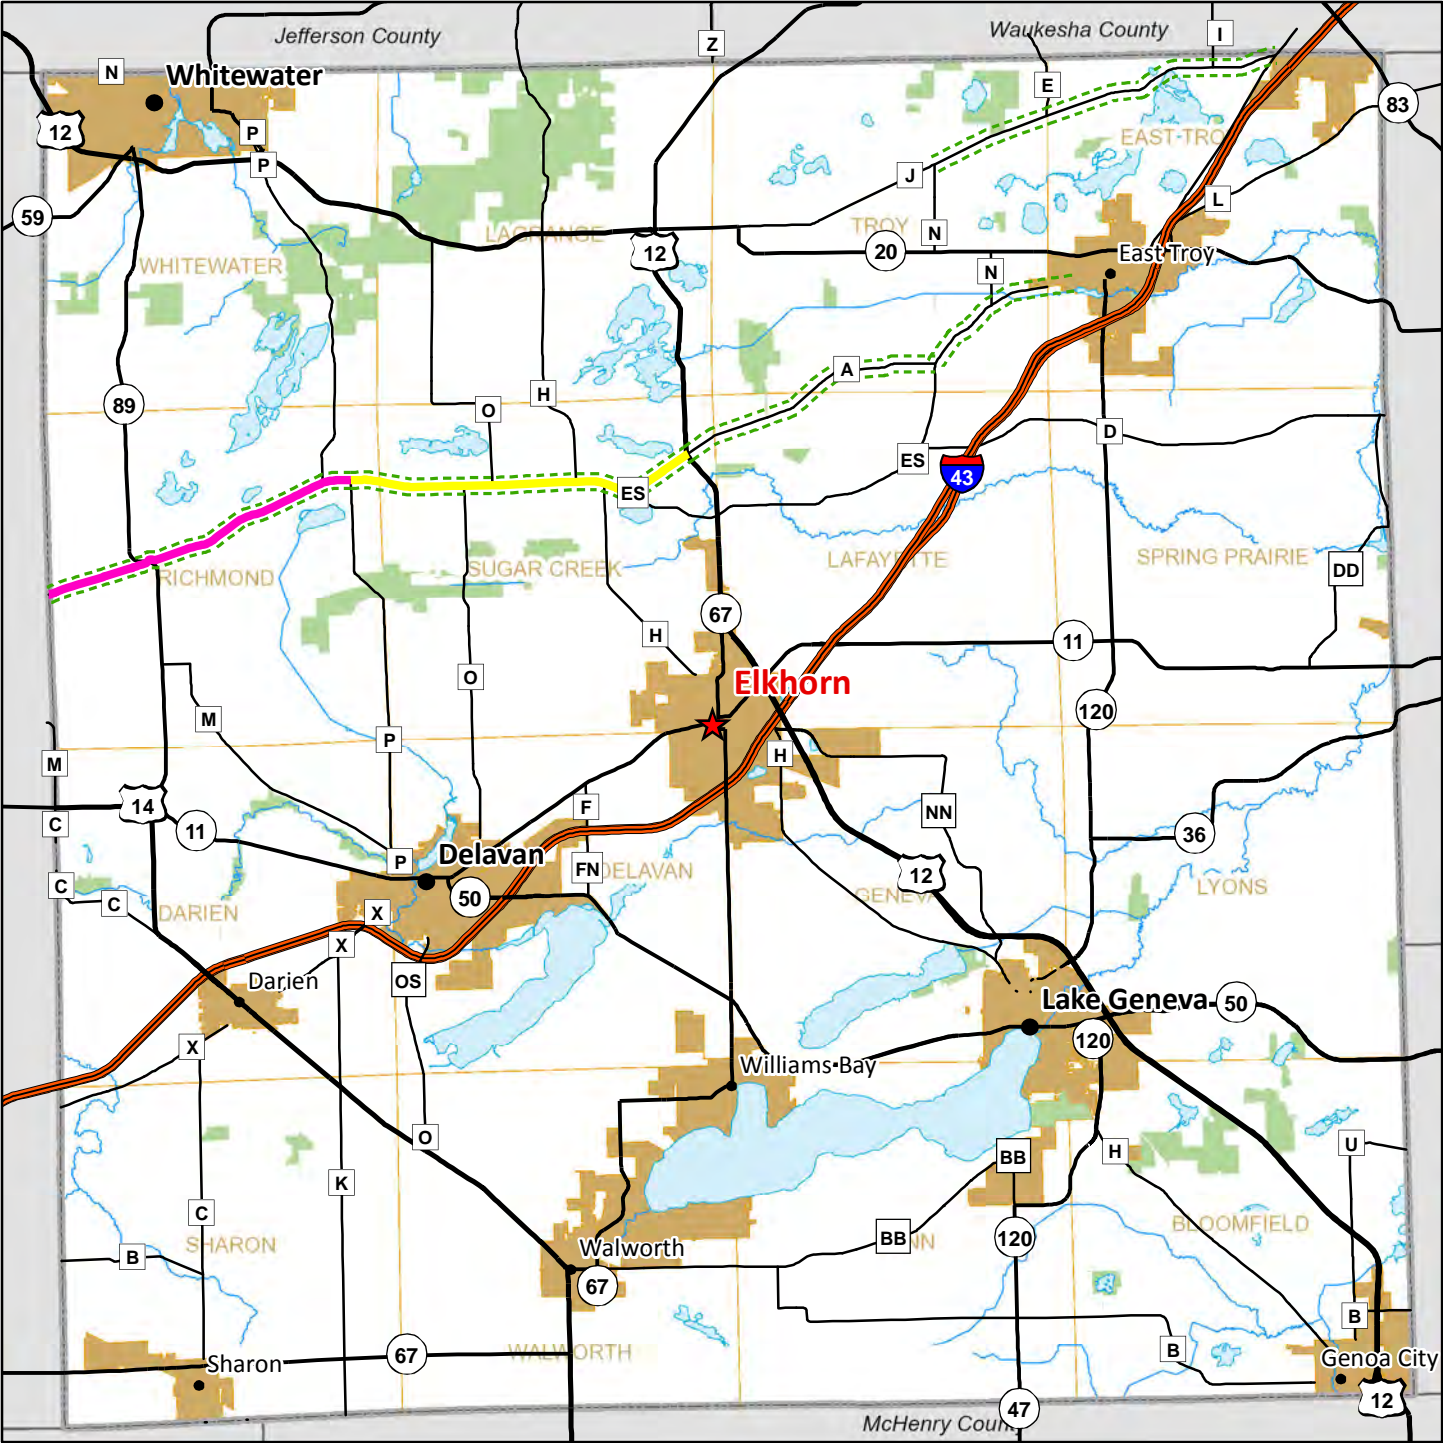 Jefferson County
Waukesha County
I
Z
N
Whitewater
E
83
12
P
P
EAST TRO
J
L
59
LAGRANGE
TROY
N
12
20
East Troy
WHITEWATER
N
A
H
89
O
D
ES
43
ES
RICHMOND
SUGAR CREEK
LAFAYETTE
SPRING PRAIRIE
DD
67
H
11
O
Elkhorn
120
M
P
H
M
14
F
NN
C
11
36
P
Delavan
FN
DELAVAN
12
C
C
50
GENEVA
LYONS
DARIEN
X
X
Darien
OS
Lake Geneva
50
X
120
Williams Bay
O
H
U
BB
K
C
SHARON
BB
NN
120
BLOOMFIELD
B
Walworth
67
B
Sharon
67
WALWORTH
B
Genoa City
12
47
McHenry Coun